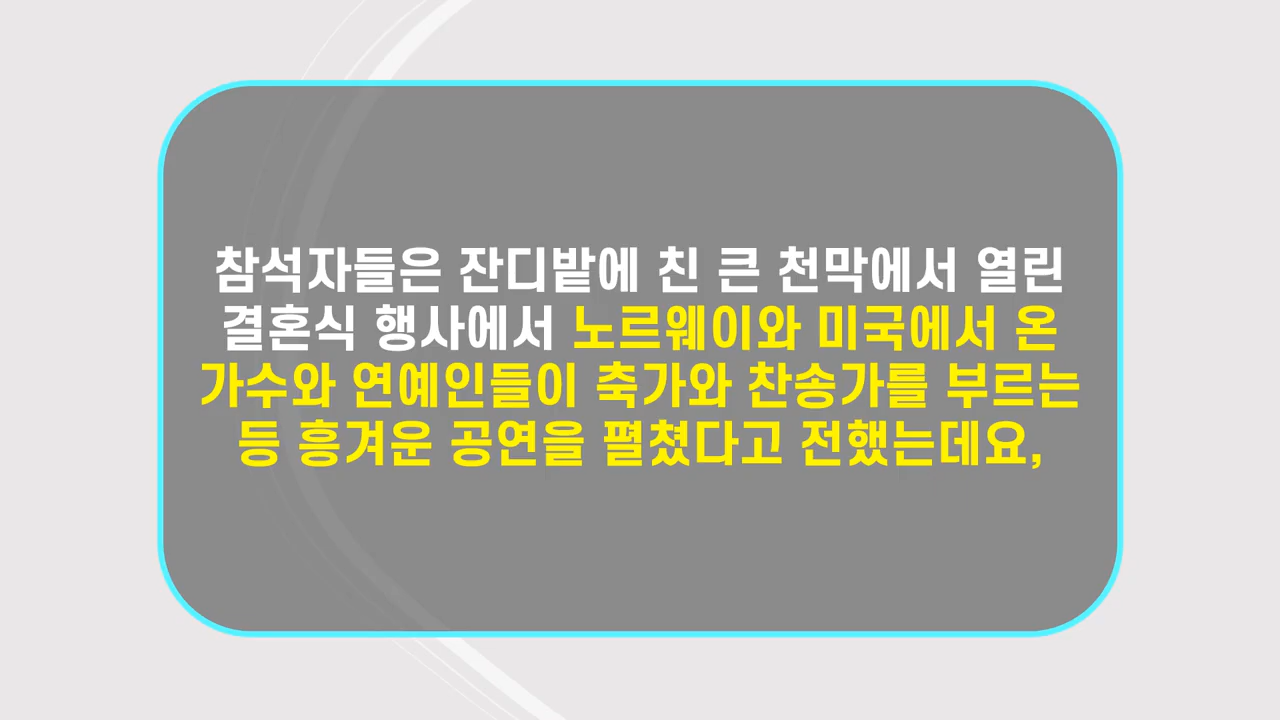 참석자들은 잔디밭에 친 큰 천막에서 열린
결혼식 행사에서 노르웨이와 미국에서 온
가수와 연예인들이 축가와 찬송가를 부르는
등 흥겨운 공연을 펼쳤다고 전했는데요,